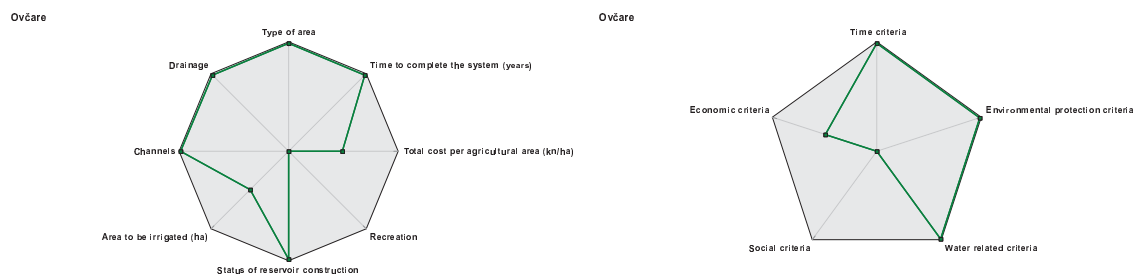 Ovčare
Type of area
Drainage
Time to complete the system (years)
Channels
Total cost per agricultural area (kn/ha)
Area to be irrigated (ha)
Recreation
Status of reservoir construction
Ovčare
Time criteria
Economic criteria
Environmental protection criteria
Social criteria
Water related criteria